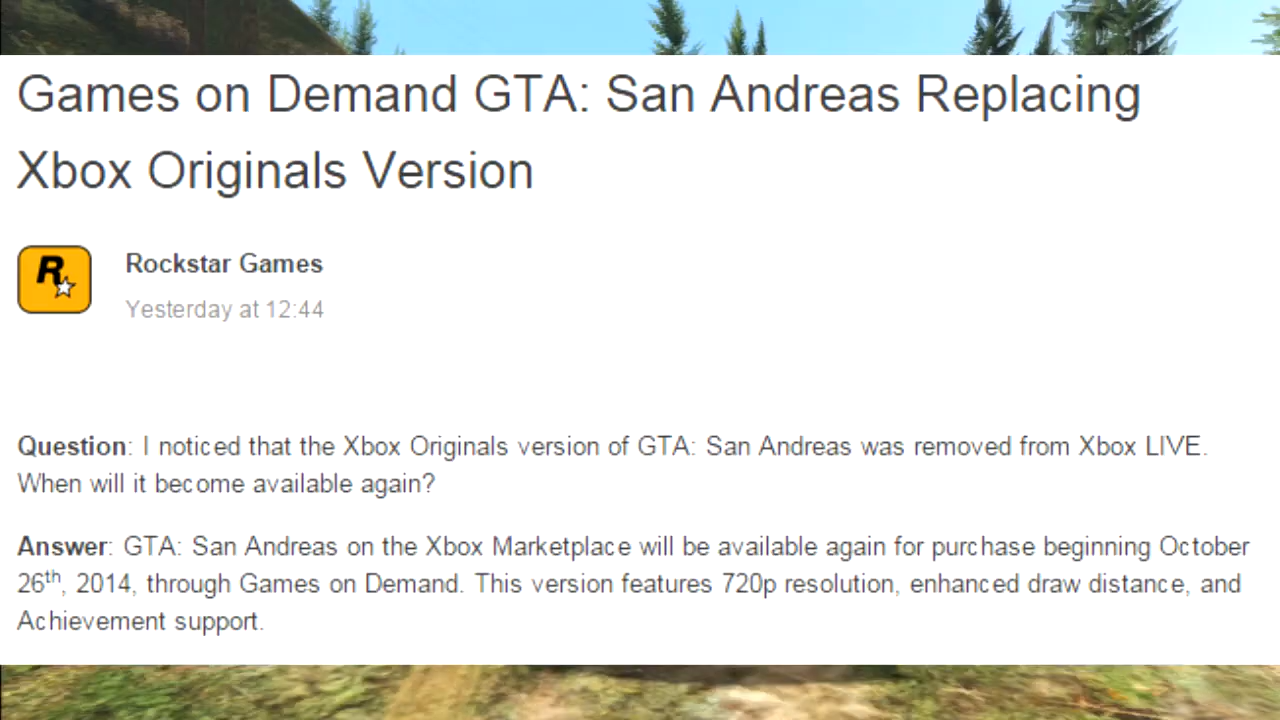 Games on Demand GTA: San Andreas Replacing
Xbox Originals Version
R
Rockstar Games
Yesterday at 12:44
Question: I noticed that the Xbox Originals version of GTA: San Andreas was removed from Xbox LIVE.
When will it become available again?
Answer: GTA: San Andreas on the Xbox Marketplace will be available again for purchase beginning October
26th, 2014, through Games on Demand. This version features 720p resolution, enhanced draw distance, and
Achievement support.